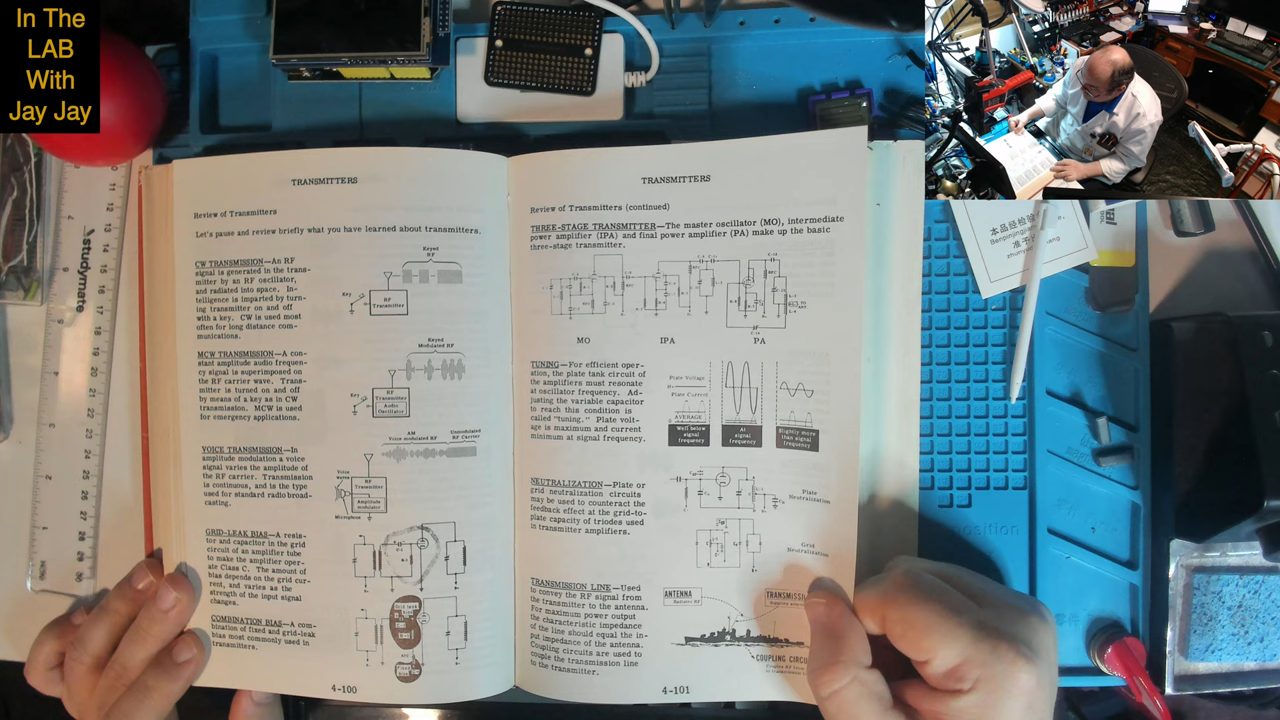 In The
LAB
With
Jay Jay
studymate
TRANSMITTERS
Review of Transmitters
Let's pause and review briefly what you have learned about transmitters.
CW TRANSMISSION—An RF
signal is generated in the trans-
mitter by an RF oscillator,
and radiated into space. In-
telligence is imparted by turn-
ing transmitter on and off
with a key. CW is used most
often for long distance com-
munications.
Keyed
RF
Key
RF
Transmitter
MCW TRANSMISSION—A con-
stant amplitude audio frequen-
cy signal is superimposed on
the RF carrier wave. Trans-
mitter is turned on and off
by means of a key as in CW
transmission. MCW is used
for emergency applications.
Keyed
Modulated RF
Key
RF
Transmitter
Audio
Oscillator
VOICE TRANSMISSION—In
amplitude modulation a voice
signal varies the amplitude of
the RF carrier. Transmission
is continuous, and is the type
used for standard radio broad-
casting.
AM
Voice modulated RF
Unmodulated
RF Carrier
Voice
waves
RF
Transmitter
Amplitude
modulator
Microphone
GRID-LEAK BIAS—A resis-
tor and capacitor in the grid
circuit of an amplifier tube
to make the amplifier oper-
ate Class C. The amount of
bias depends on the grid cur-
rent, and varies as the
strength of the input signal
changes.
COMBINATION BIAS—A com-
bination of fixed and grid-leak
bias most commonly used in
transmitters.
4-100
TRANSMITTERS
Review of Transmitters (continued)
THREE-STAGE TRANSMITTER—The master oscillator (MO), intermediate
power amplifier (IPA) and final power amplifier (PA) make up the basic
three-stage transmitter.
MO
IPA
PA
TUNING—For efficient oper-
ation, the plate tank circuit of
the amplifiers must resonate
at oscillator frequency. Ad-
justing the variable capacitor
to reach this condition is
called "tuning." Plate volt-
age is maximum and current
minimum at signal frequency.
Plate Voltage
Plate Current
AVERAGE
Well below
signal
frequency
At
signal
frequency
Slightly more
than signal
frequency
NEUTRALIZATION—Plate or
grid neutralization circuits
may be used to counteract the
feedback effect at the grid-to-
plate capacity of triodes used
in transmitter amplifiers.
Plate
Neutralization
Grid
Neutralization
TRANSMISSION LINE—Used
to convey the RF signal from
the transmitter to the antenna.
For maximum power output
the characteristic impedance
of the line should equal the in-
put impedance of the antenna.
Coupling circuits are used to
couple the transmission line
to the transmitter.
ANTENNA
Radiates RF
4-101